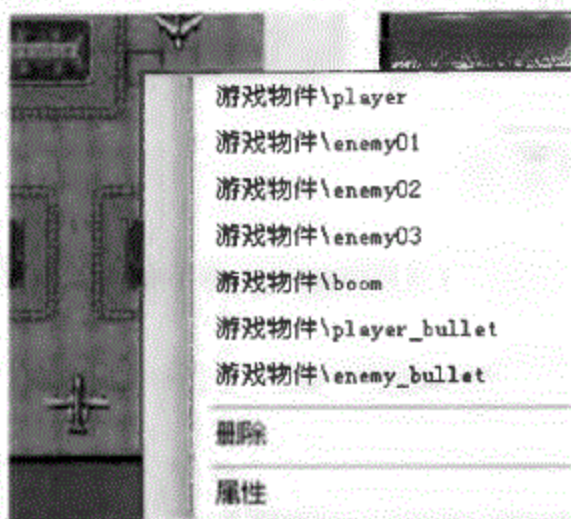 游戏物件\player
游戏物件\enemy01
游戏物件\enemy02
游戏物件\enemy03
游戏物件\boom
游戏物件\player_bullet
游戏物件\enemy_bullet
删除
属性